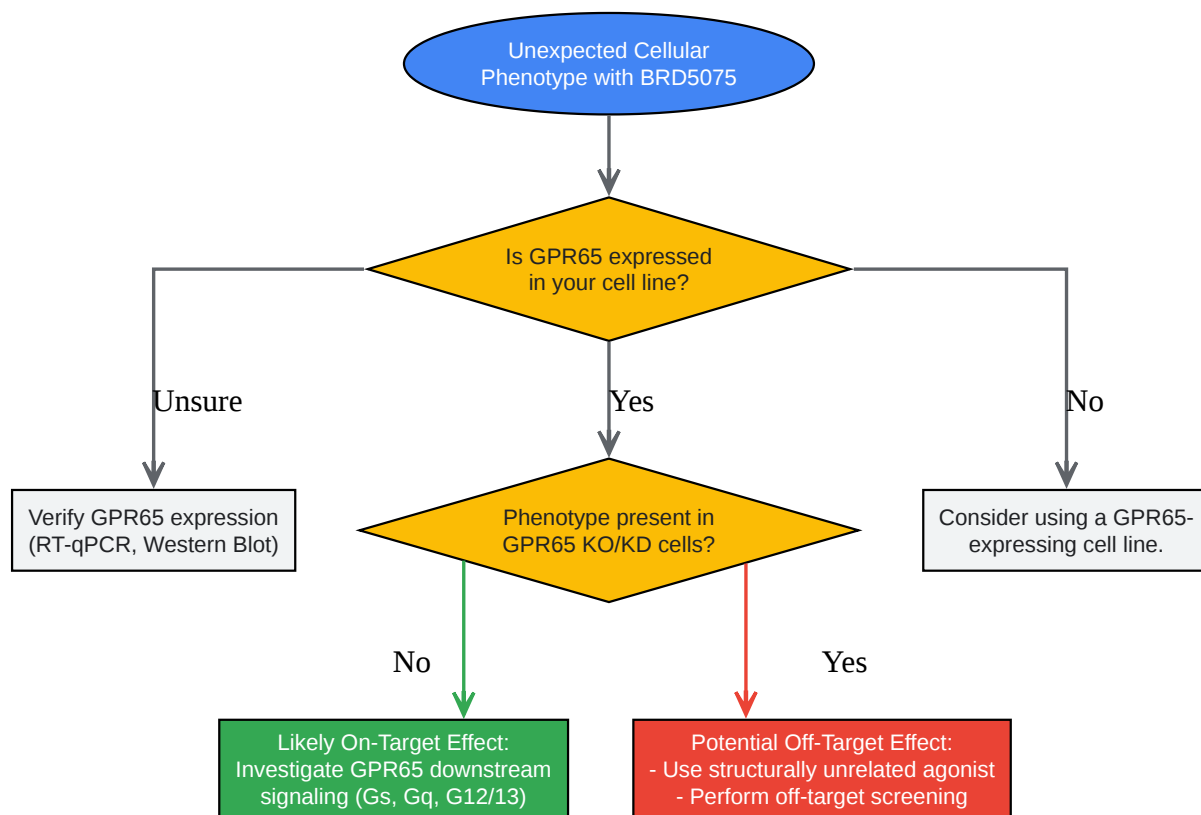 Unexpected Cellular
Phenotype with BRD5075
Is GPR65 expressed
in your cell line?
Unsure
Yes
No
Verify GPR65 expression
(RT-qPCR, Western Blot)
Phenotype present in
GPR65 KO/KD cells?
Consider using a GPR65-
expressing cell line.
No
Yes
Likely On-Target Effect:
Investigate GPR65 downstream
signaling (Gs, Gq, G12/13)
Potential Off-Target Effect:
- Use structurally unrelated agonist
- Perform off-target screening